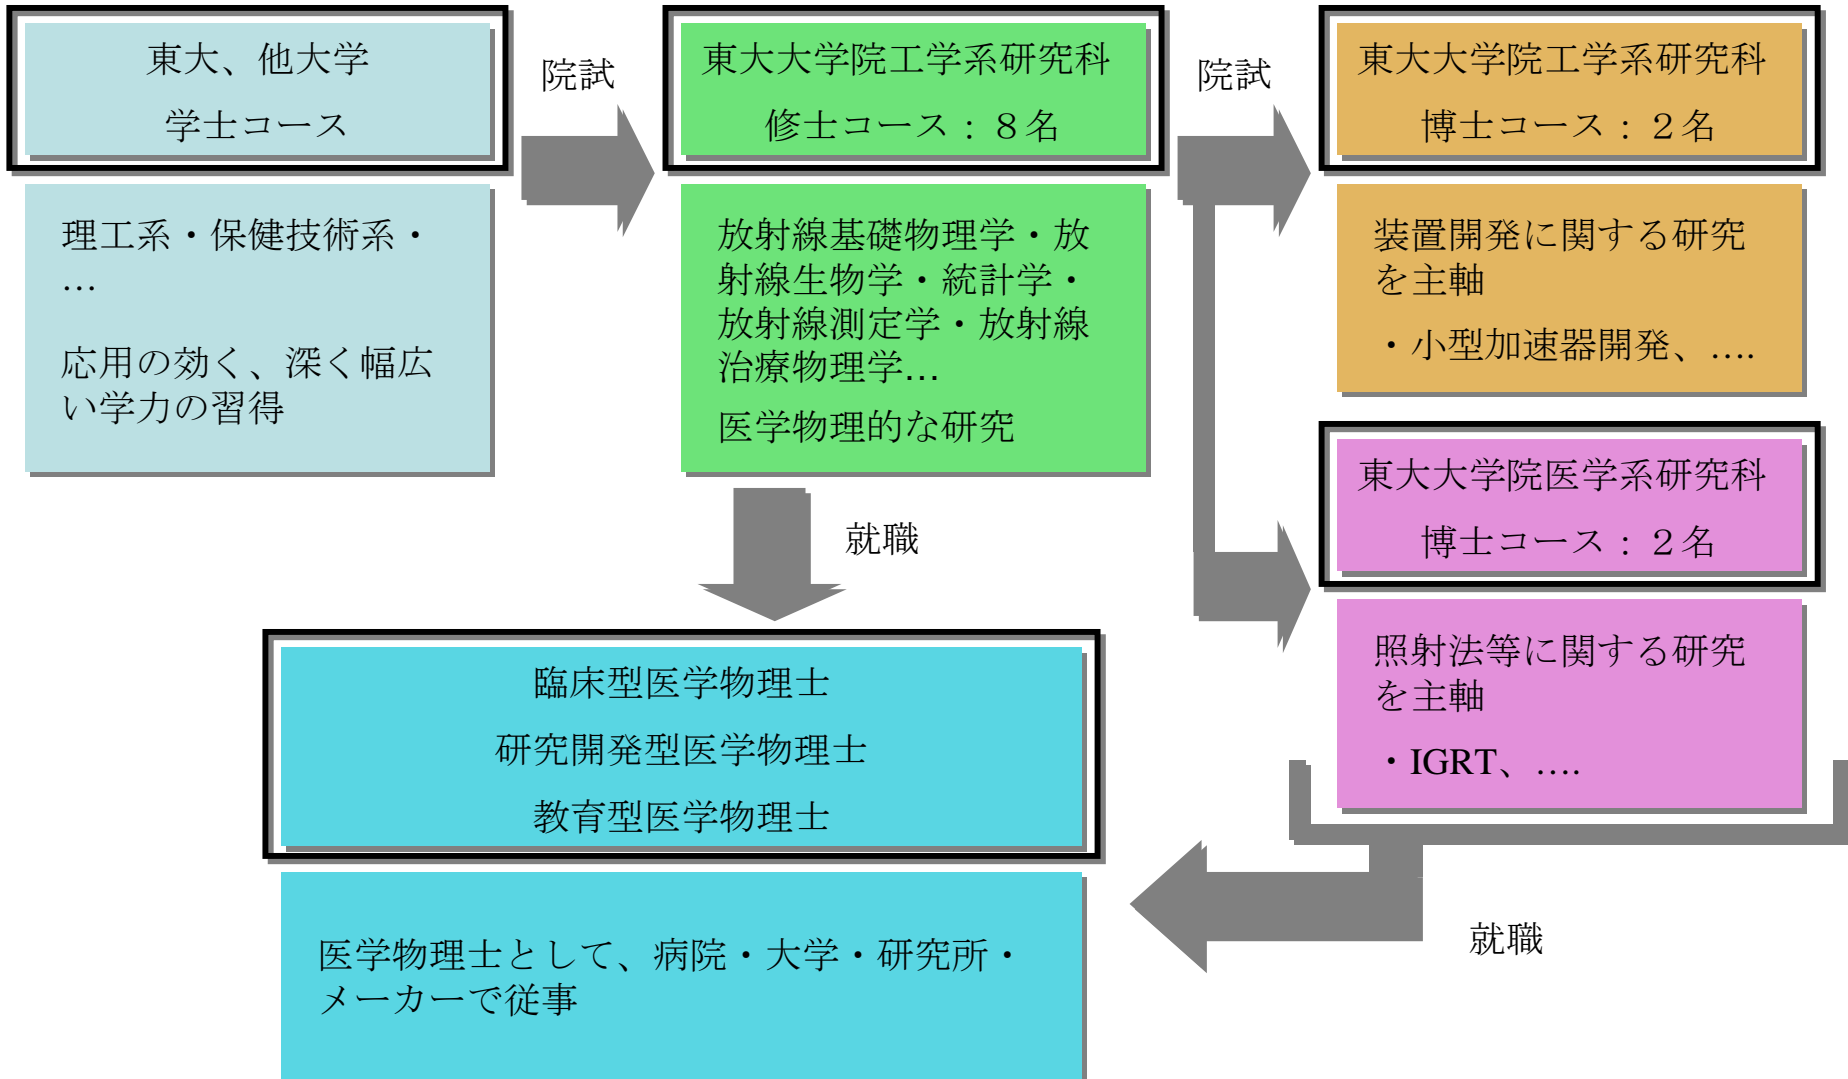 東大、他大学
学士コース
理工系・保健技術系・
…
応用の効く、深く幅広
い学力の習得
院試
東大大学院工学系研究科
修士コース：８名
放射線基礎物理学・放
射線生物学・統計学・
放射線測定学・放射線
治療物理学…
医学物理的な研究
院試
東大大学院工学系研究科
博士コース：２名
装置開発に関する研究
を主軸
・小型加速器開発、….
東大大学院医学系研究科
博士コース：２名
照射法等に関する研究
を主軸
・IGRT、….
就職
臨床型医学物理士
研究開発型医学物理士
教育型医学物理士
医学物理士として、病院・大学・研究所・
メーカーで従事
就職